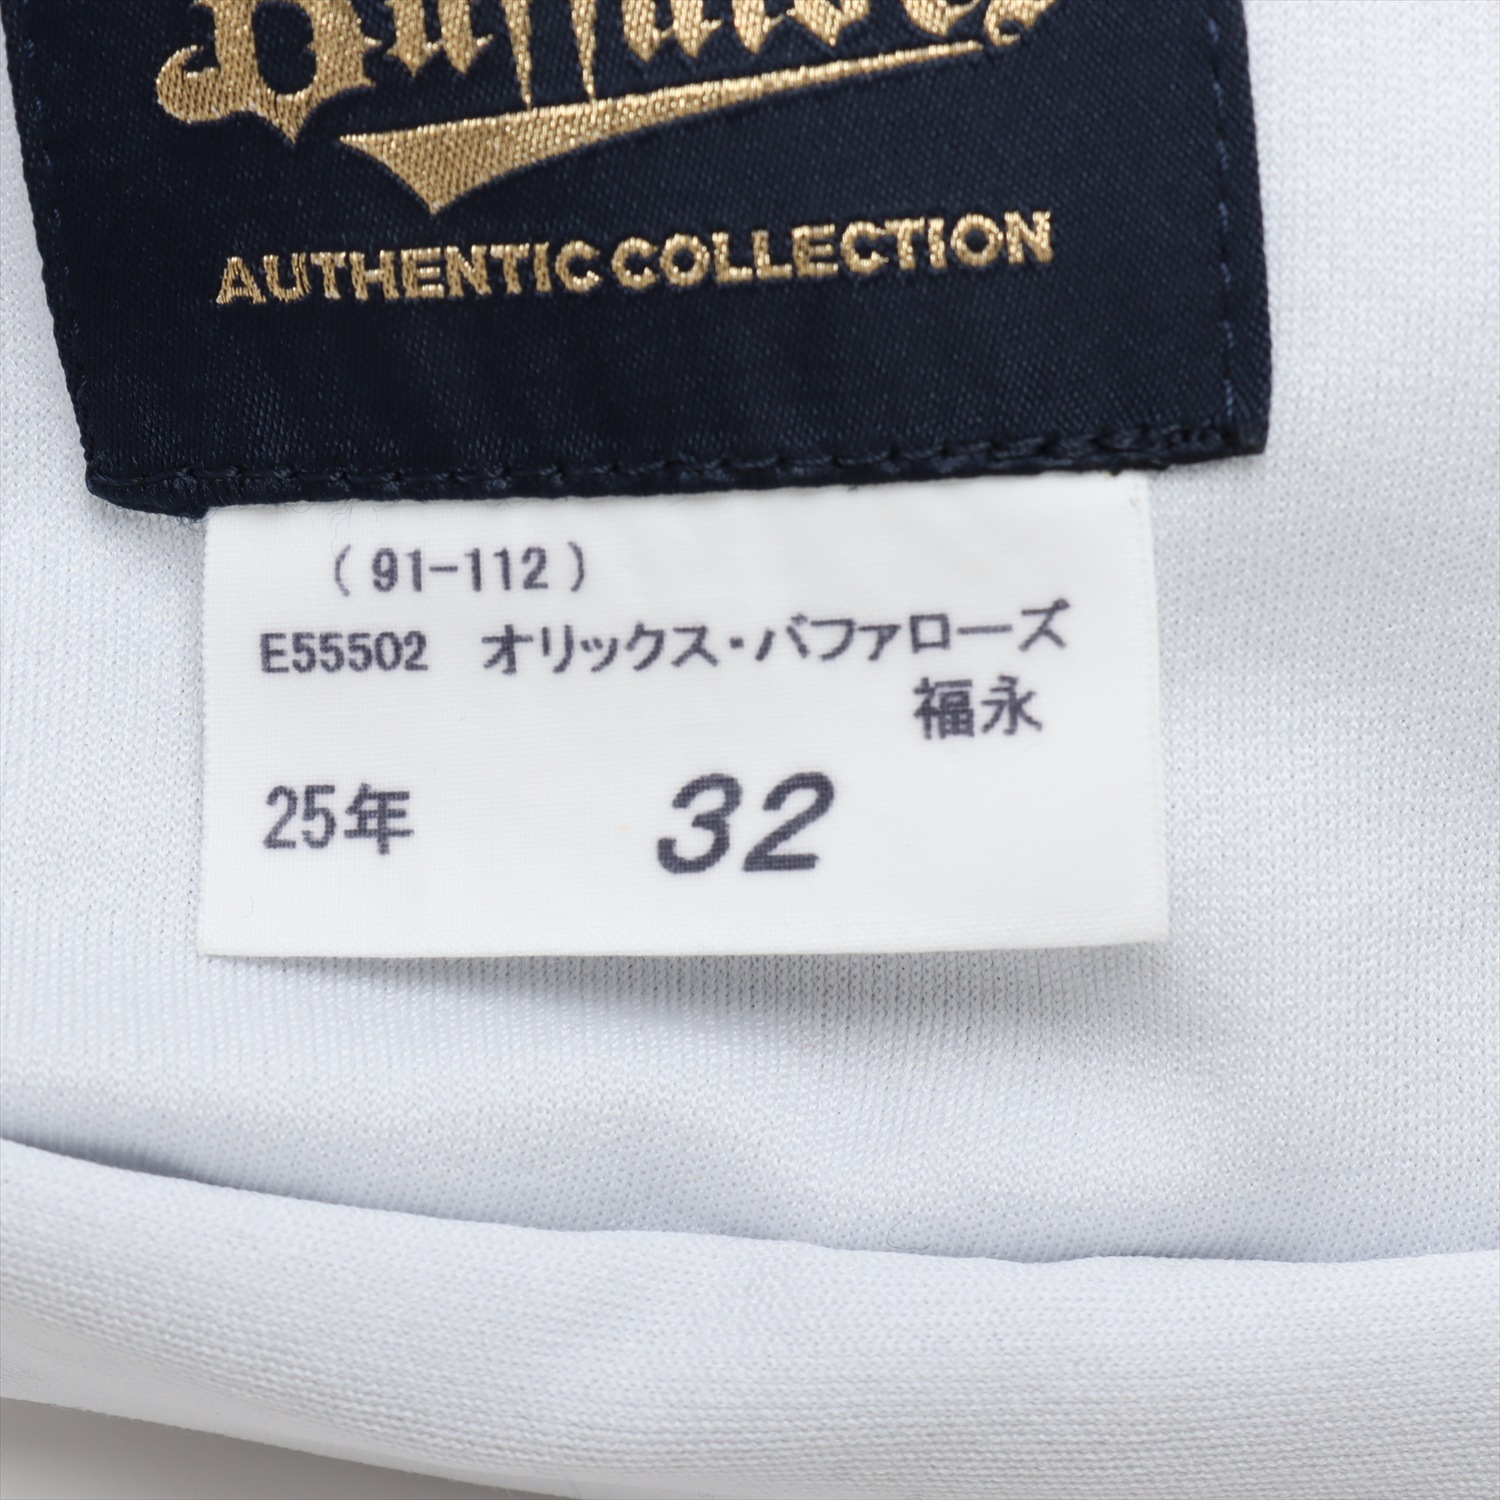 Buffaloes
AUTHENTIC COLLECTION
( 91-112 )
E55502 オリックス・バファローズ
福永
25年 32